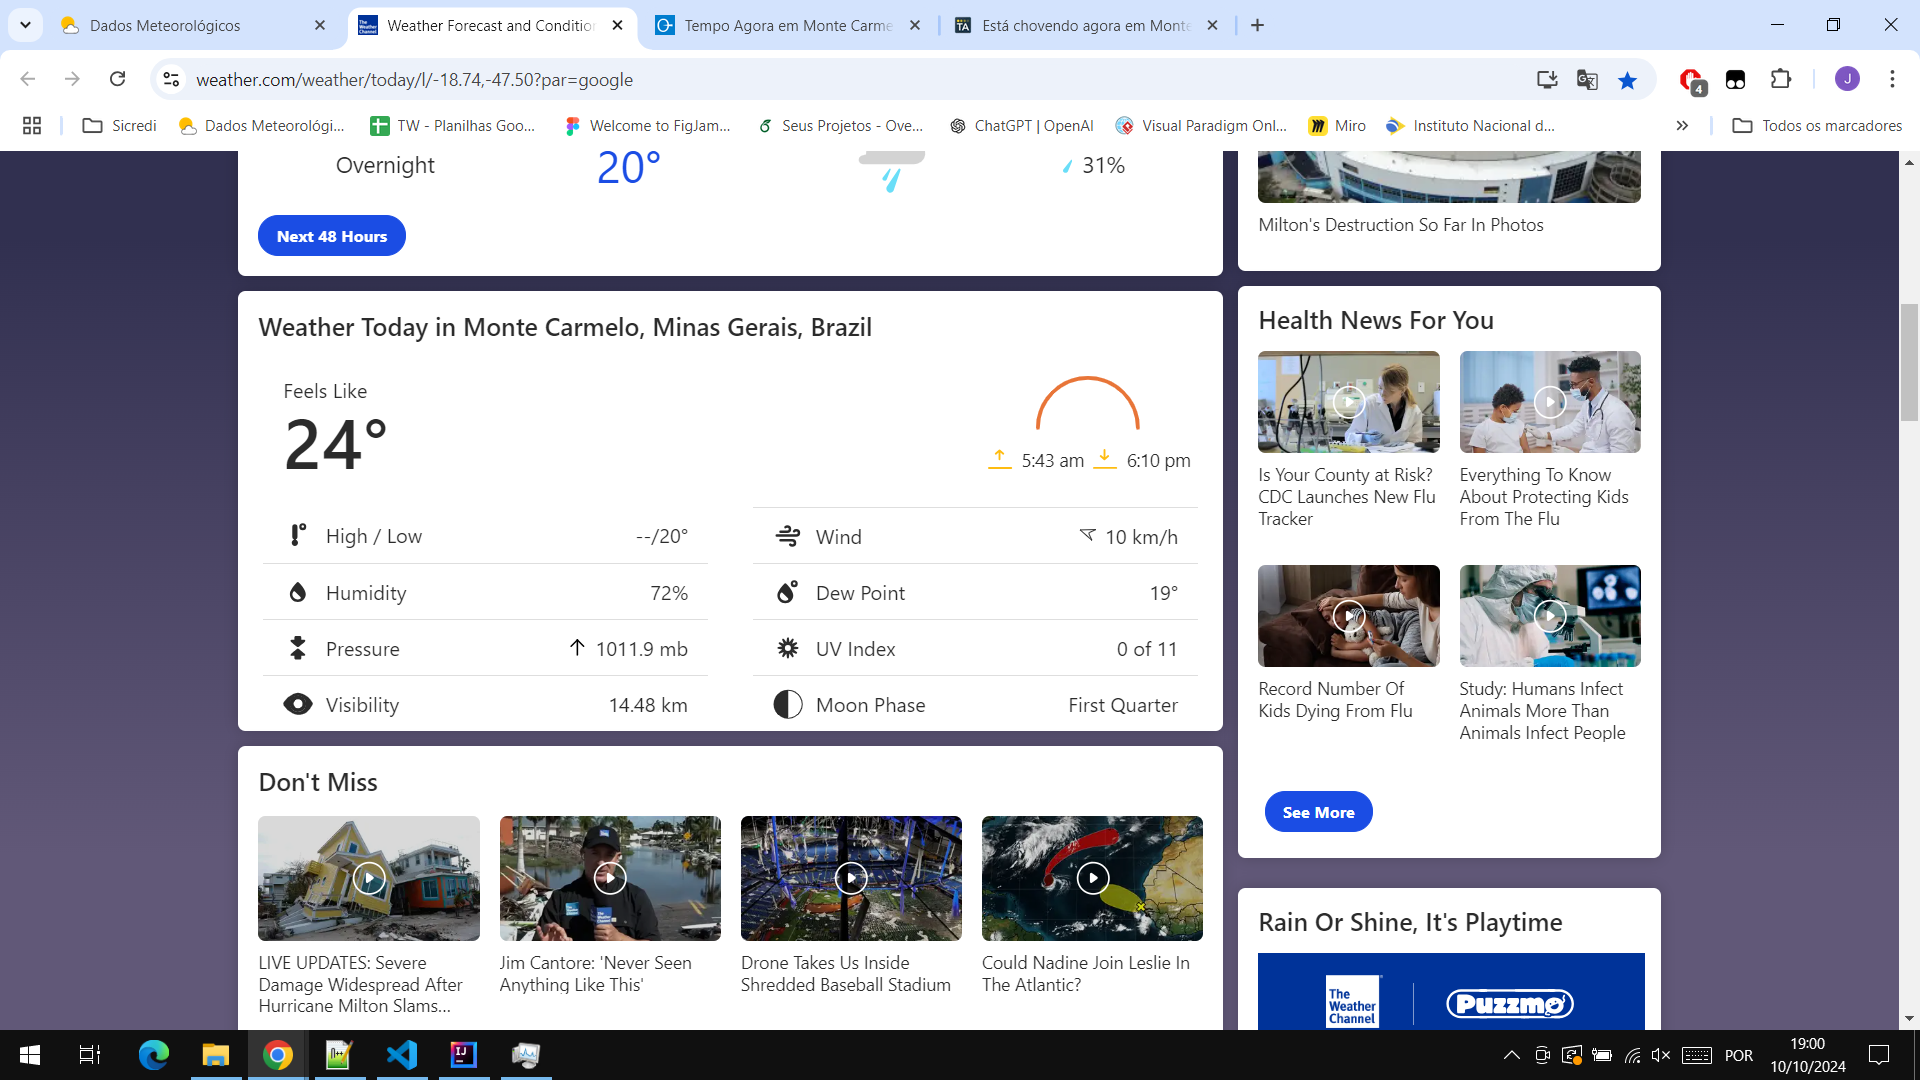 Dados Meteorológicos
Weather Forecast and Condition
Tempo Agora em Monte Carme
TA
Está chovendo agora em Monte
weather.com/weather/today/l/-18.74,-47.50?par=google
4
J
Sicredi
Dados Meteorológi...
TW - Planilhas Goo...
Welcome to FigJam...
Seus Projetos - Ove...
ChatGPT | OpenAI
Visual Paradigm Onl...
Miro
Instituto Nacional d...
Todos os marcadores
Overnight
20°
31%
Next 48 Hours
Milton's Destruction So Far In Photos
Weather Today in Monte Carmelo, Minas Gerais, Brazil
Feels Like
24°
5:43 am
6:10 pm
High / Low
--/20°
Wind
10 km/h
Humidity
72%
Dew Point
19°
Pressure
1011.9 mb
UV Index
0 of 11
Visibility
14.48 km
Moon Phase
First Quarter
Health News For You
Is Your County at Risk?
CDC Launches New Flu
Tracker
Everything To Know
About Protecting Kids
From The Flu
Record Number Of
Kids Dying From Flu
Study: Humans Infect
Animals More Than
Animals Infect People
See More
Don't Miss
LIVE UPDATES: Severe
Damage Widespread After
Hurricane Milton Slams...
Jim Cantore: 'Never Seen
Anything Like This'
Drone Takes Us Inside
Shredded Baseball Stadium
Could Nadine Join Leslie In
The Atlantic?
Rain Or Shine, It's Playtime
The
Weather
Channel
Puzzmo
POR
19:00
10/10/2024